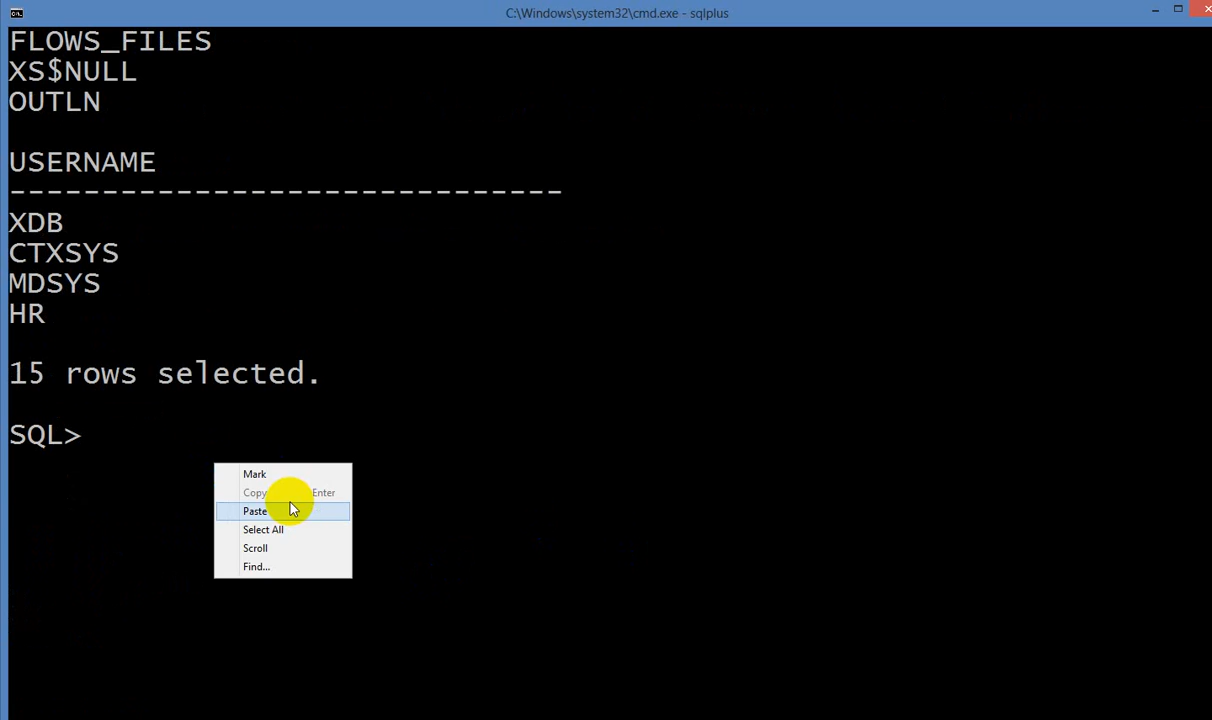 C:\Windows\system32\cmd.exe - sqlplus
FLOWS_FILES
XS$NULL
OUTLN
USERNAME
------------------------------
XDB
CTXSYS
MDSYS
HR
15 rows selected.
SQL>
Mark
Copy Enter
Paste
Select All
Scroll
Find...